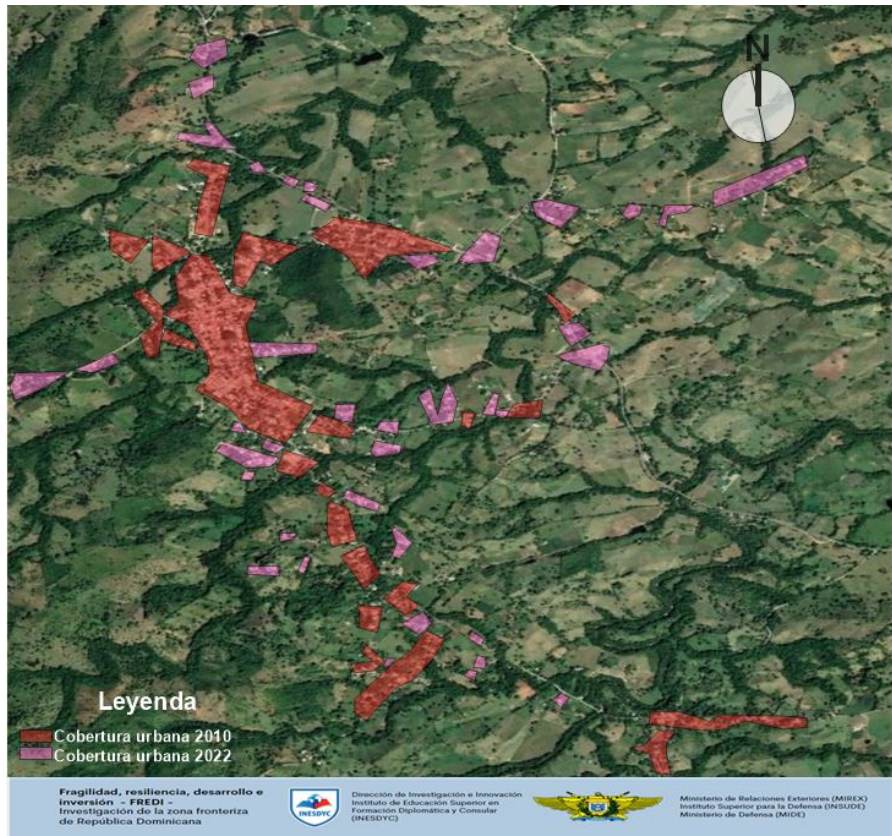 N
Leyenda
Cobertura urbana 2010
Cobertura urbana 2022
Fragilidad, resiliencia, desarrollo e
inversión - FREDI -
Investigación de la zona fronteriza
de República Dominicana
INESDYC
Dirección de Investigación e Innovación
Instituto de Educación Superior en
Formación Diplomática y Consular
(INESDYC)
Ministerio de Relaciones Exteriores (MIREX)
Instituto Superior para la Defensa (INSUDE)
Ministerio de Defensa (MIDE)